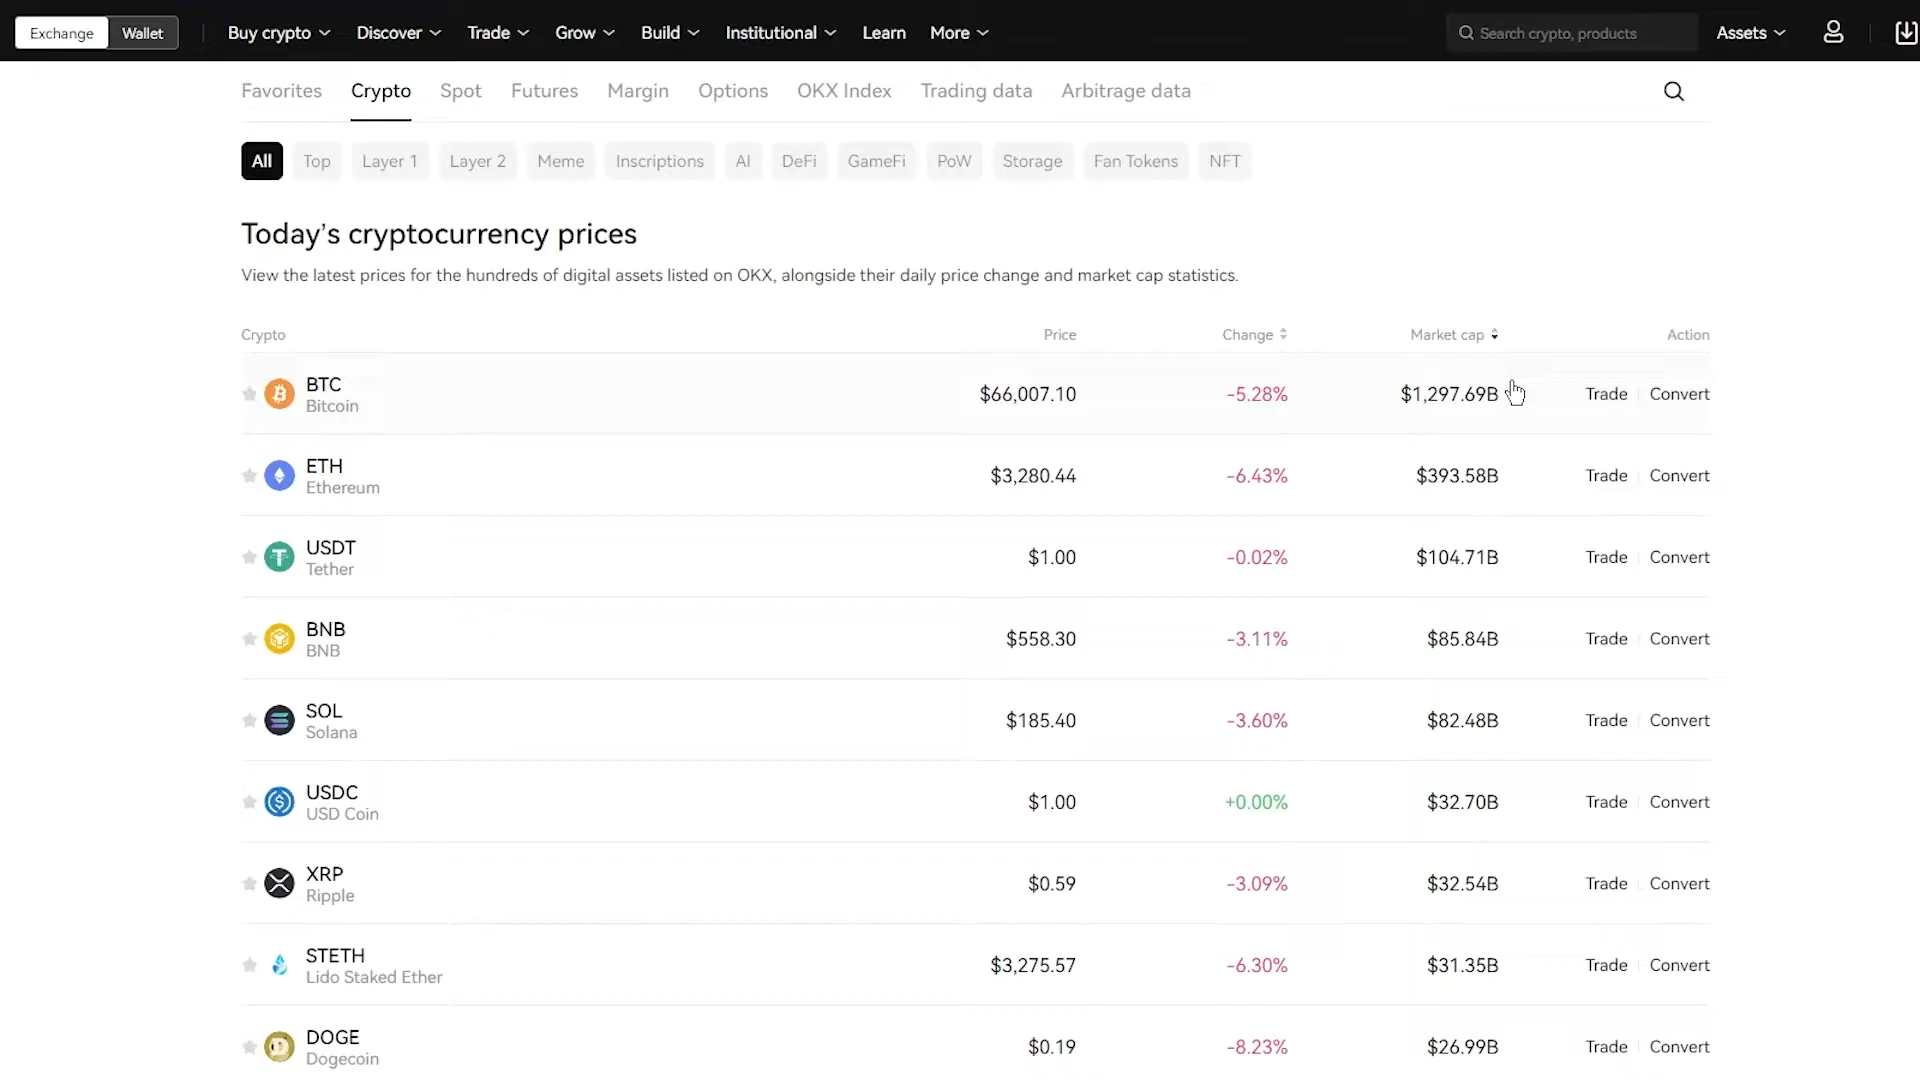 Exchange Wallet Buy crypto Discover Trade Grow Build Institutional Learn More Search crypto, products Assets
Favorites Crypto Spot Futures Margin Options OKX Index Trading data Arbitrage data
All Top Layer 1 Layer 2 Meme Inscriptions AI DeFi GameFi PoW Storage Fan Tokens NFT
Today's cryptocurrency prices
View the latest prices for the hundreds of digital assets listed on OKX, alongside their daily price change and market cap statistics.
Crypto Price Change Market cap Action
BTC
Bitcoin
$66,007.10 -5.28% $1,297.69B Trade Convert
ETH
Ethereum
$3,280.44 -6.43% $393.58B Trade Convert
USDT
Tether
$1.00 -0.02% $104.71B Trade Convert
BNB
BNB
$558.30 -3.11% $85.84B Trade Convert
SOL
Solana
$185.40 -3.60% $82.48B Trade Convert
USDC
USD Coin
$1.00 +0.00% $32.70B Trade Convert
XRP
Ripple
$0.59 -3.09% $32.54B Trade Convert
STETH
Lido Staked Ether
$3,275.57 -6.30% $31.35B Trade Convert
DOGE
Dogecoin
$0.19 -8.23% $26.99B Trade Convert